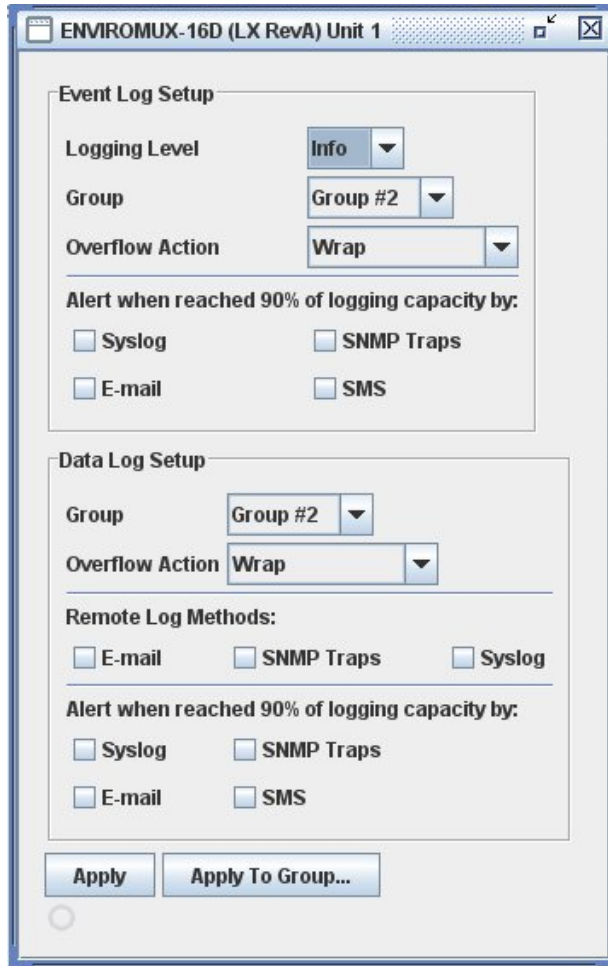 ENVIROMUX-16D (LX RevA) Unit 1
Event Log Setup
Logging Level Info
Group Group #2
Overflow Action Wrap
Alert when reached 90% of logging capacity by:
Syslog SNMP Traps
E-mail SMS
Data Log Setup
Group Group #2
Overflow Action Wrap
Remote Log Methods:
E-mail SNMP Traps Syslog
Alert when reached 90% of logging capacity by:
Syslog SNMP Traps
E-mail SMS
Apply Apply To Group...